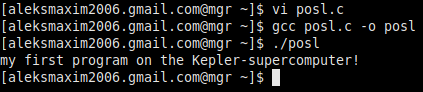 [aleksmaxim2006.gmail.com@mgr ~]$ vi posl.c
[aleksmaxim2006.gmail.com@mgr ~]$ gcc posl.c -o posl
[aleksmaxim2006.gmail.com@mgr ~]$ ./posl
my first program on the Kepler-supercomputer!
[aleksmaxim2006.gmail.com@mgr ~]$